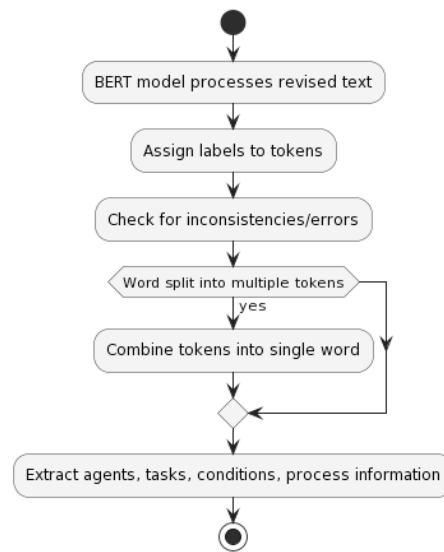 BERT model processes revised text
Assign labels to tokens
Check for inconsistencies/errors
Word split into multiple tokens
yes
Combine tokens into single word
Extract agents, tasks, conditions, process information